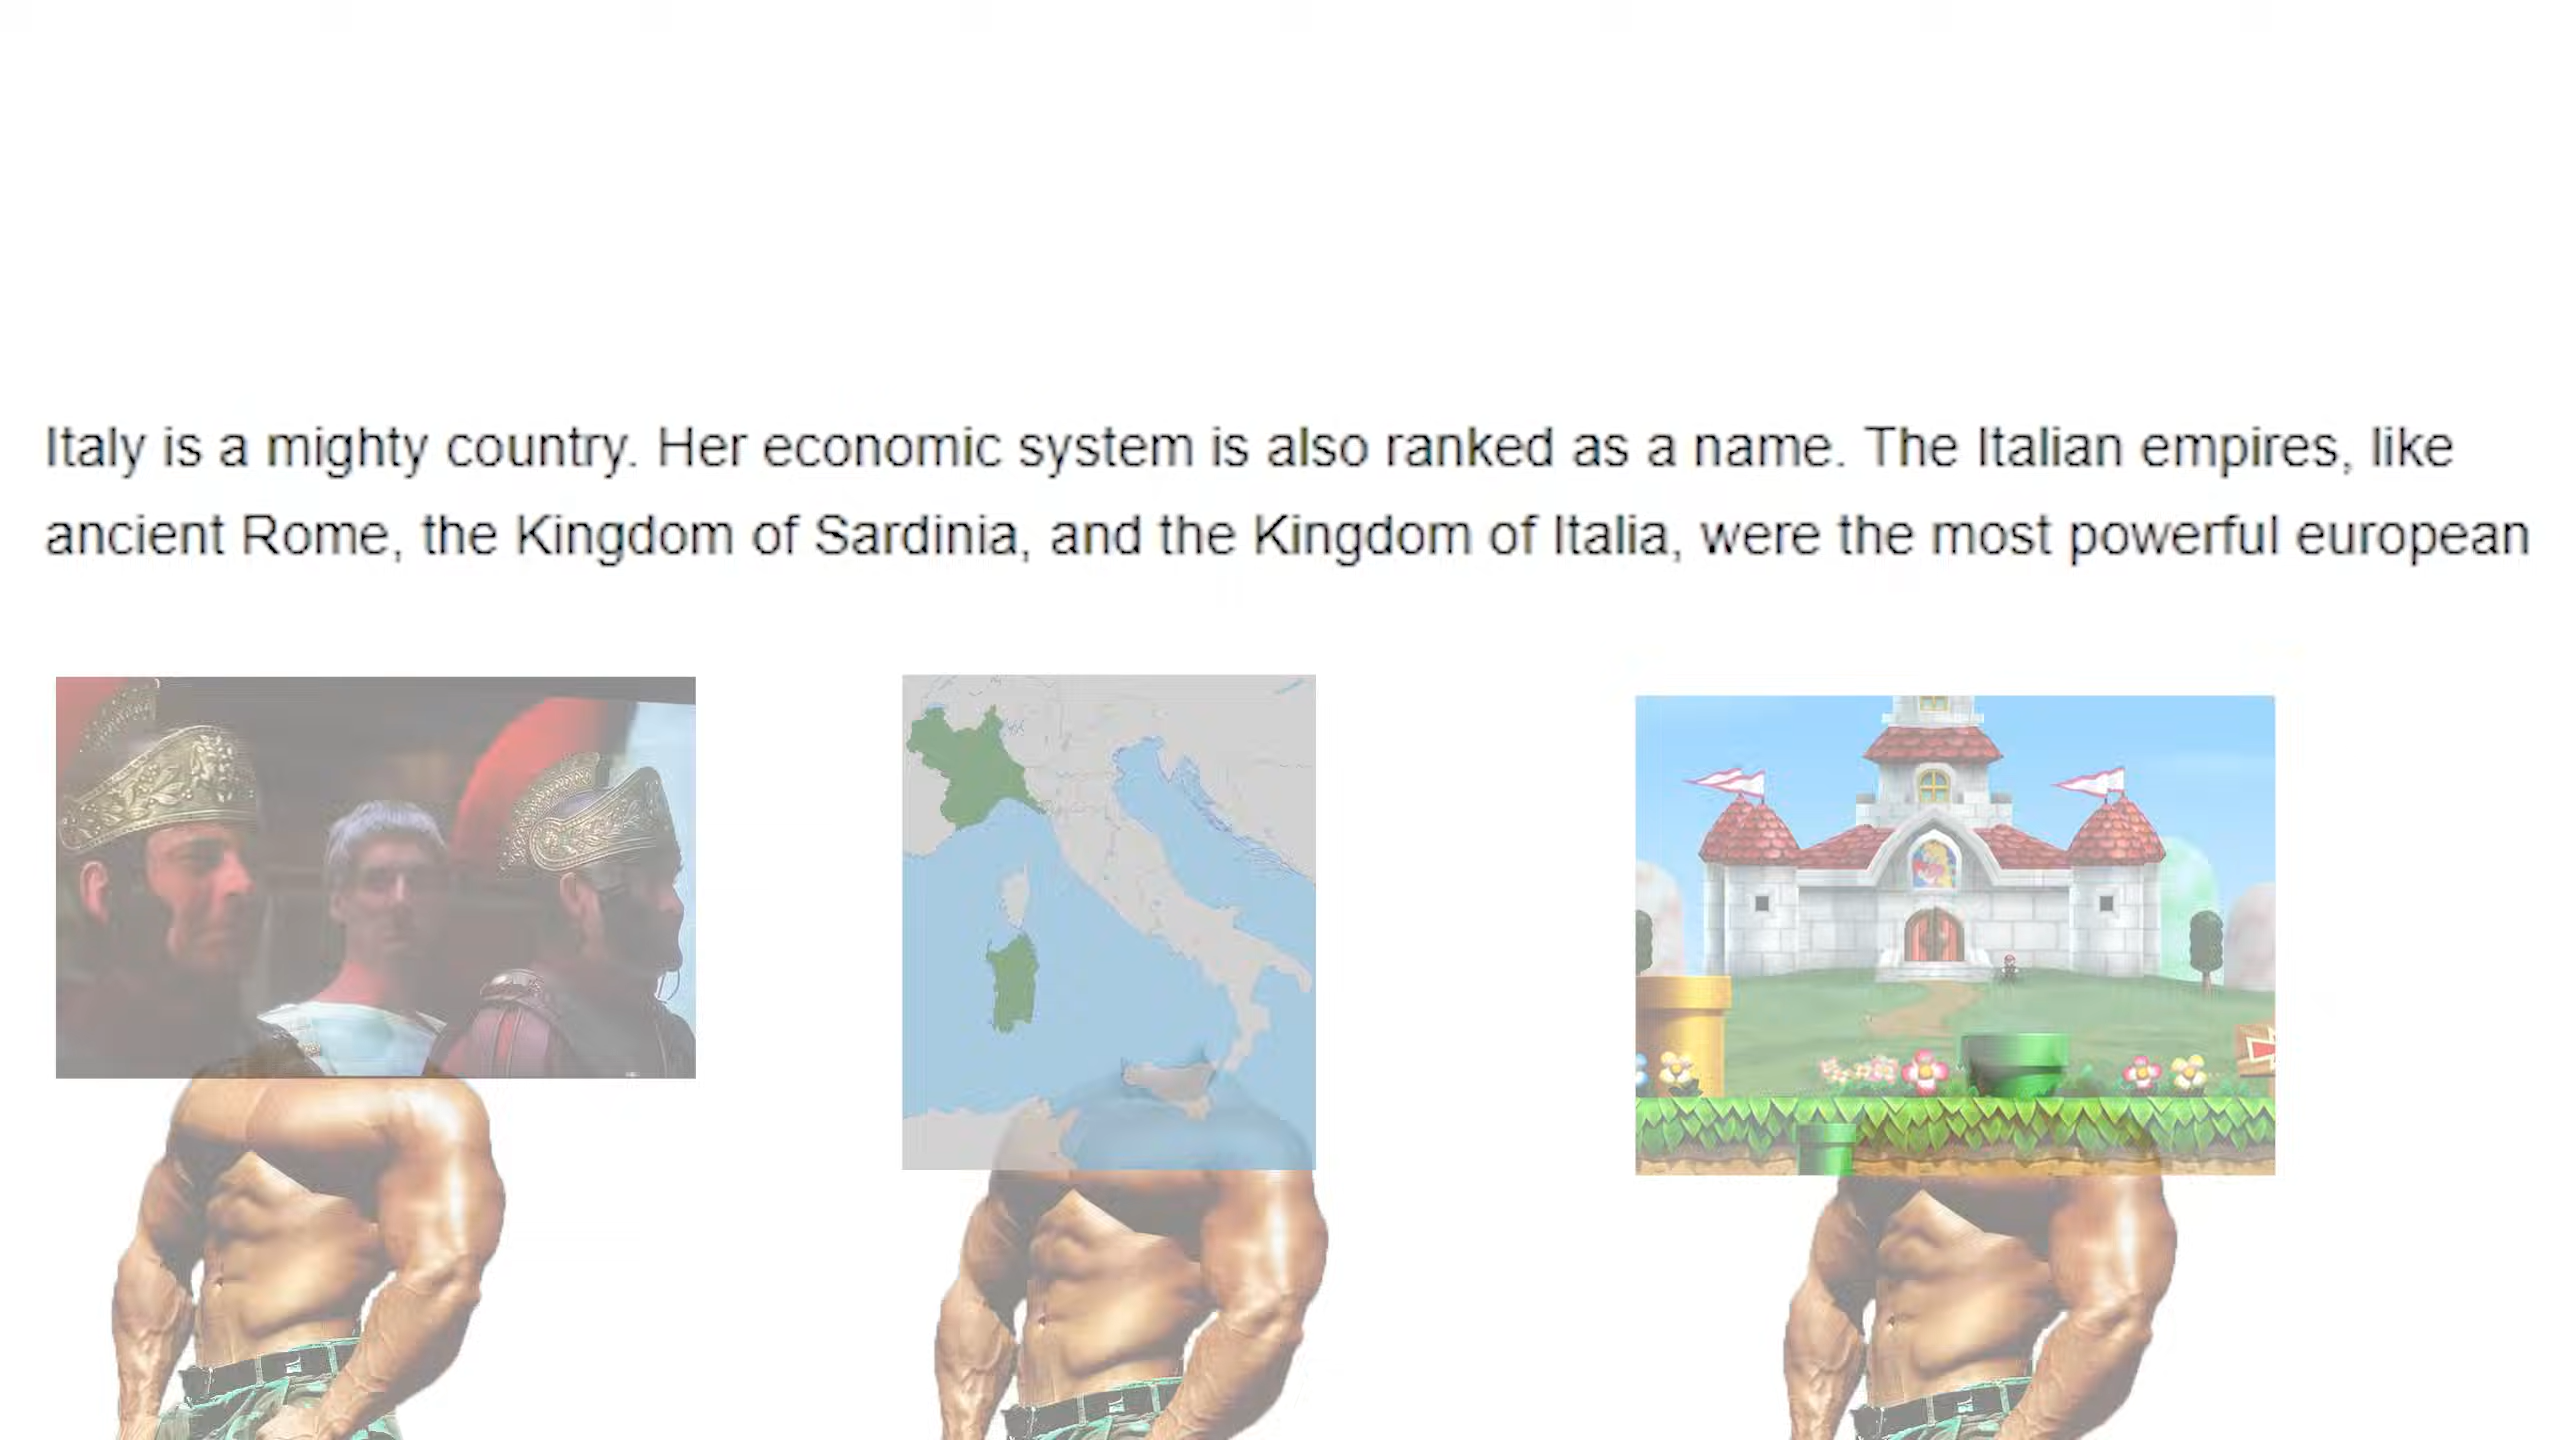 Italy is a mighty country. Her economic system is also ranked as a name. The Italian empires, like
ancient Rome, the Kingdom of Sardinia, and the Kingdom of Italia, were the most powerful european